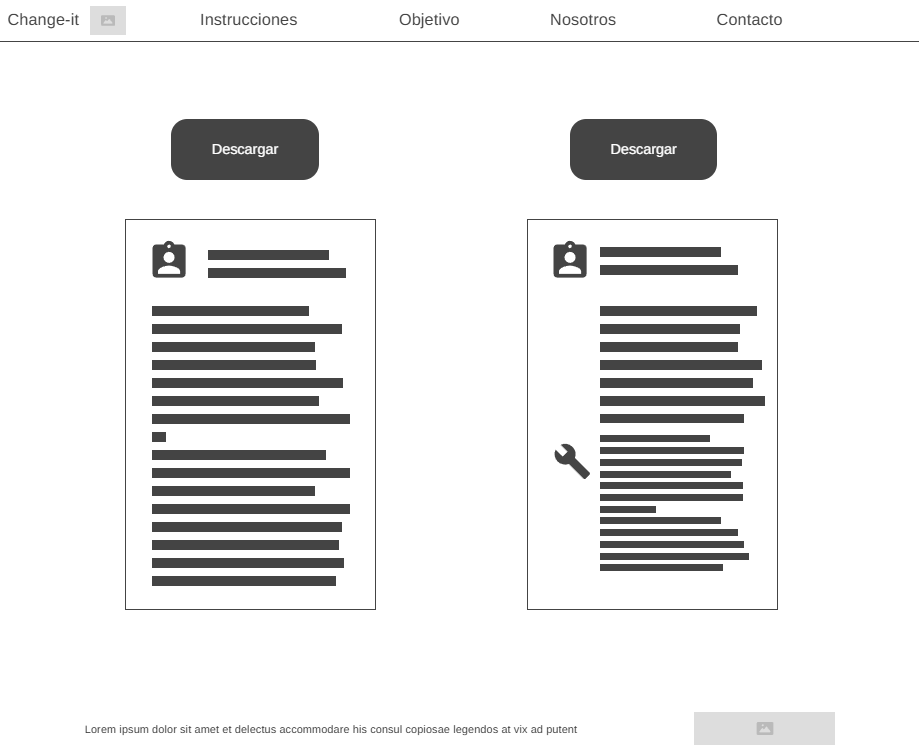 Change-it Instrucciones Objetivo Nosotros Contacto
Descargar Descargar
Lorem ipsum dolor sit amet et delectus accommodare his consul copiosae legendos at vix ad putent